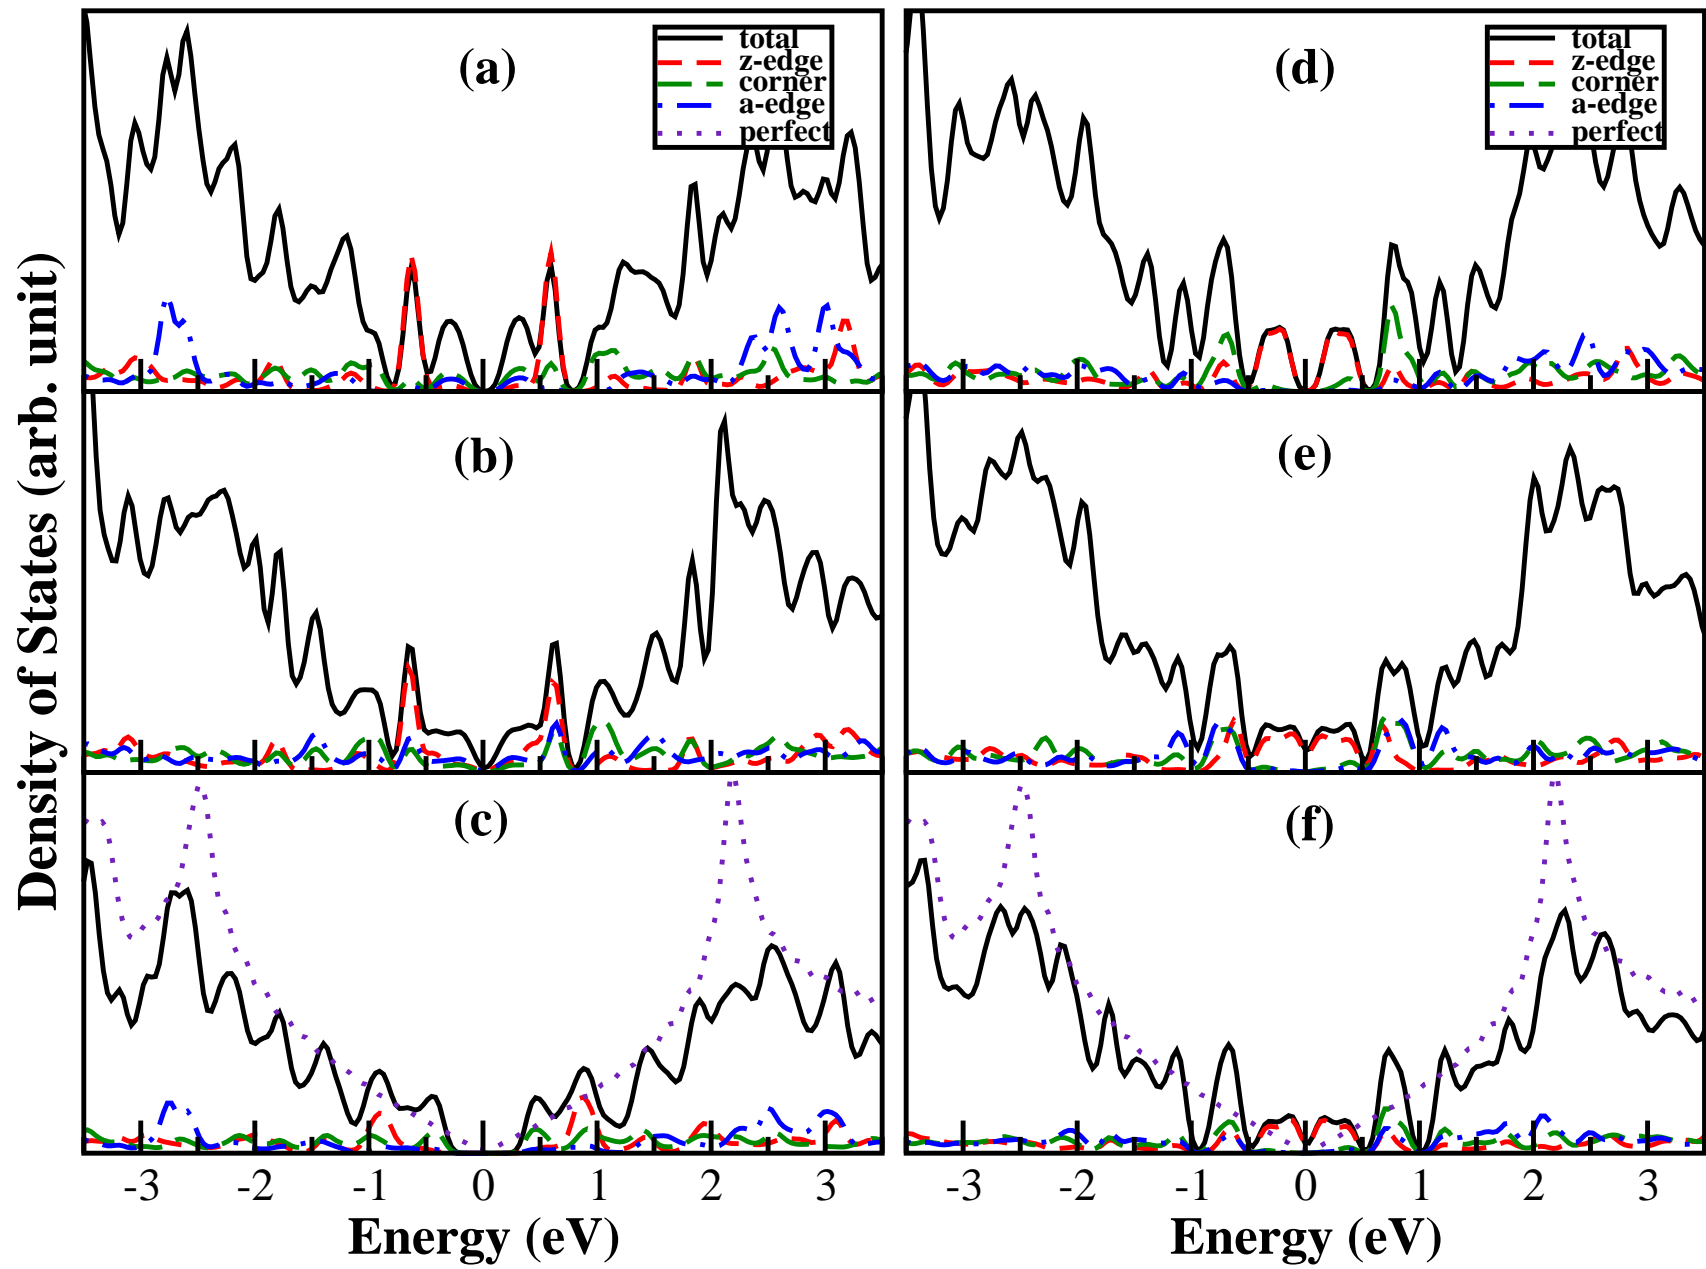 (a)
total
z-edge
corner
a-edge
perfect
(d)
total
z-edge
corner
a-edge
perfect
(b)
(e)
(c)
(f)
Density of States (arb. unit)
-3 -2 -1 0 1 2 3
-3 -2 -1 0 1 2 3
Energy (eV)
Energy (eV)